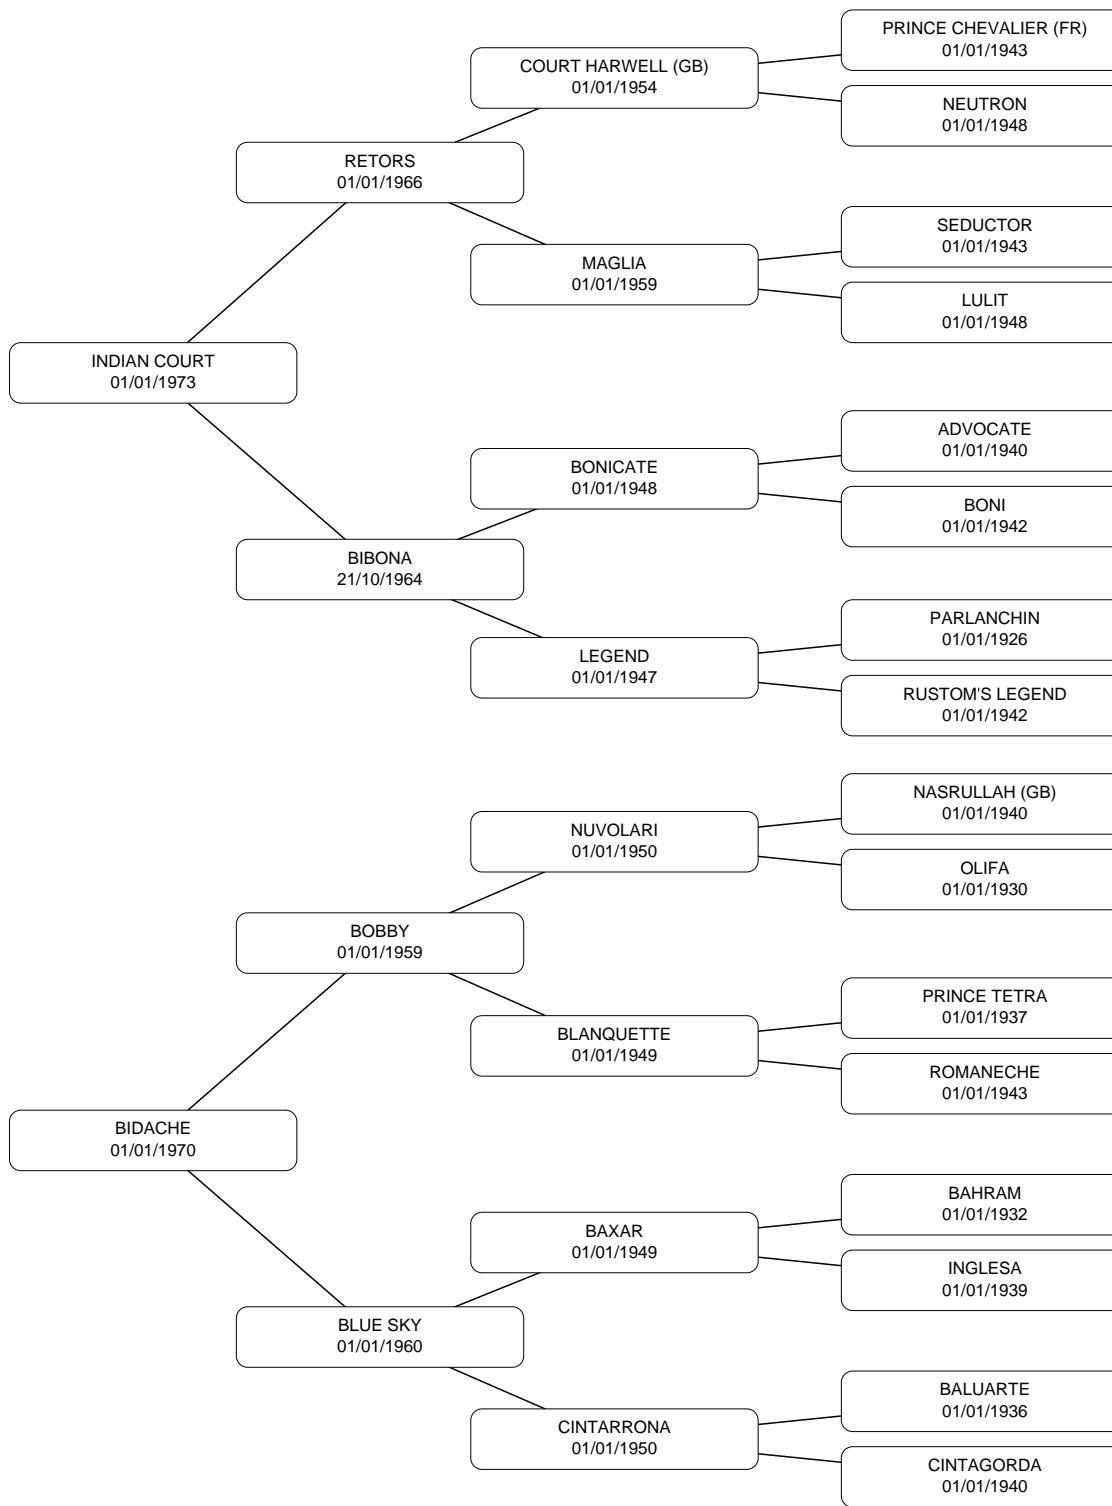 PRINCE CHEVALIER (FR)
01/01/1943
COURT HARWELL (GB)
01/01/1954
NEUTRON
01/01/1948
RETORS
01/01/1966
SEDUCTOR
01/01/1943
MAGLIA
01/01/1959
LULIT
01/01/1948
INDIAN COURT
01/01/1973
ADVOCATE
01/01/1940
BONICATE
01/01/1948
BONI
01/01/1942
BIBONA
21/10/1964
PARLANCHIN
01/01/1926
LEGEND
01/01/1947
RUSTOM'S LEGEND
01/01/1942
NASRULLAH (GB)
01/01/1940
NUVOLARI
01/01/1950
OLIFA
01/01/1930
BOBBY
01/01/1959
PRINCE TETRA
01/01/1937
BLANQUETTE
01/01/1949
ROMANECHE
01/01/1943
BIDACHE
01/01/1970
BAHRAM
01/01/1932
BAXAR
01/01/1949
INGLESA
01/01/1939
BLUE SKY
01/01/1960
BALUARTE
01/01/1936
CINTARRONA
01/01/1950
CINTAGORDA
01/01/1940